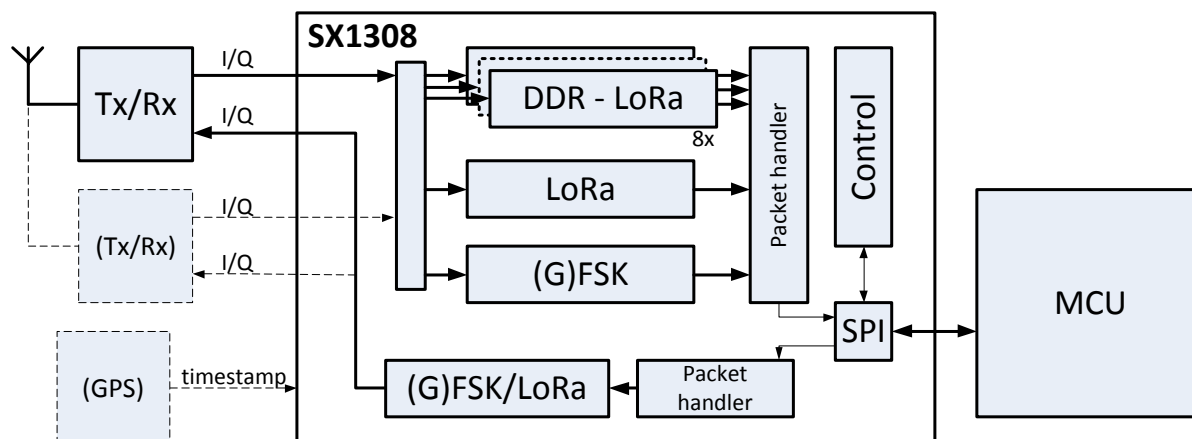 SX1308
I/Q
Tx/Rx
I/Q
DDR - LoRa
8x
LoRa
(G)FSK
Packet handler
Control
I/Q
(Tx/Rx)
I/Q
SPI
MCU
(GPS)
timestamp
(G)FSK/LoRa
Packet
handler